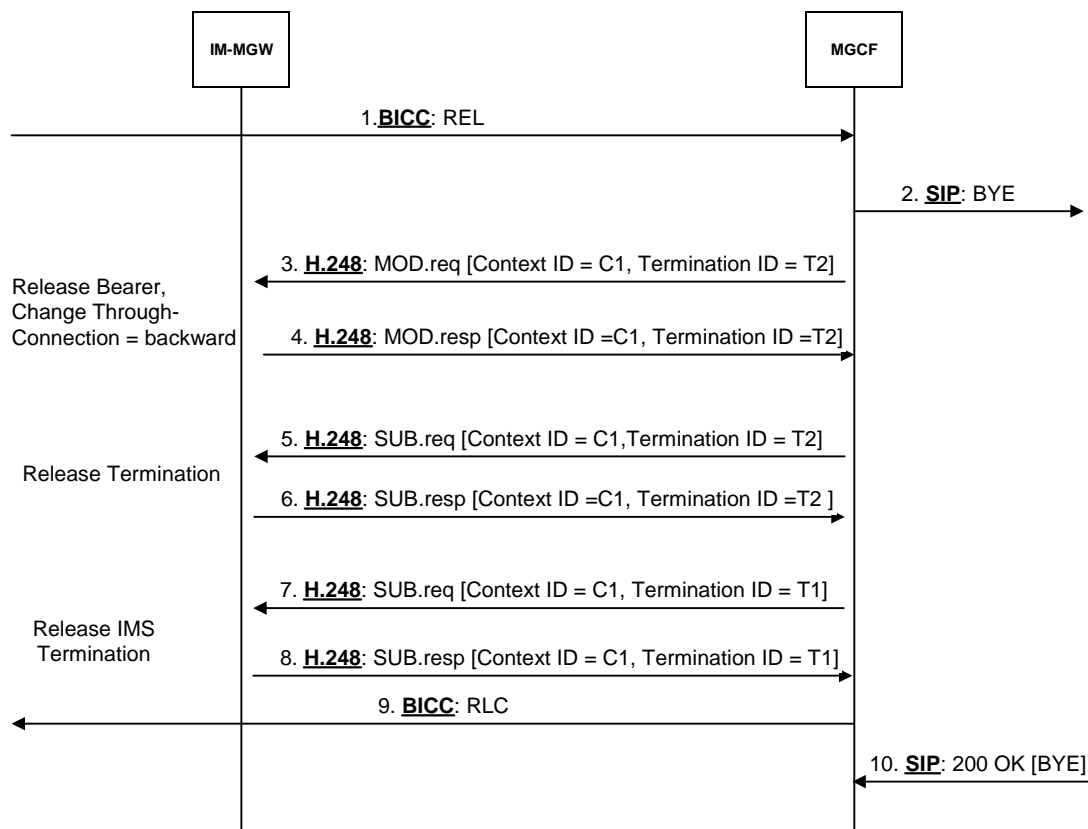 IM-MGW
MGCF
1.BICC: REL
2. SIP: BYE
3. H.248: MOD.req [Context ID = C1, Termination ID = T2]
Release Bearer,
Change Through-
Connection = backward
4. H.248: MOD.resp [Context ID =C1, Termination ID =T2]
5. H.248: SUB.req [Context ID = C1,Termination ID = T2]
Release Termination
6. H.248: SUB.resp [Context ID =C1, Termination ID =T2 ]
7. H.248: SUB.req [Context ID = C1, Termination ID = T1]
Release IMS
Termination
8. H.248: SUB.resp [Context ID = C1, Termination ID = T1]
9. BICC: RLC
10. SIP: 200 OK [BYE]